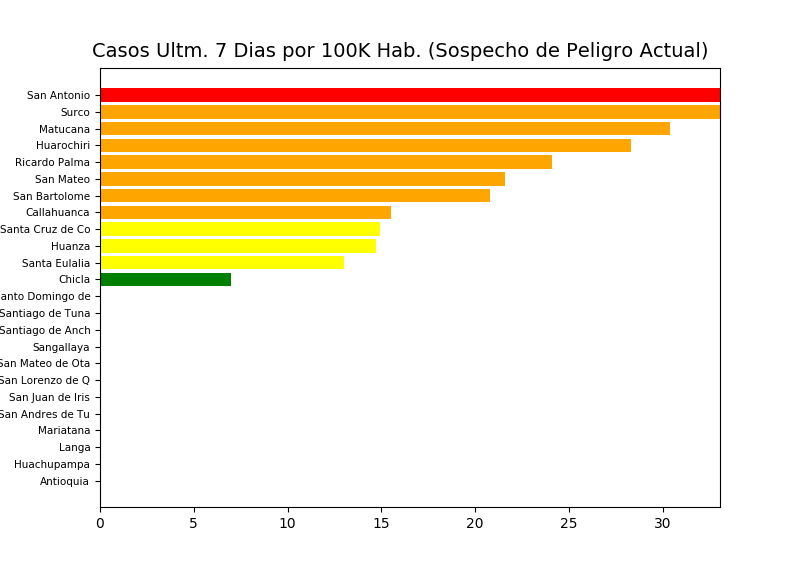 Casos Ultm. 7 Dias por 100K Hab. (Sospecho de Peligro Actual)
San Antonio
Surco
Matucana
Huarochiri
Ricardo Palma
San Mateo
San Bartolome
Callahuanca
Santa Cruz de Co
Huanza
Santa Eulalia
Chicla
anto Domingo de
Santiago de Tuna
Santiago de Anch
Sangallaya
San Mateo de Ota
San Lorenzo de Q
San Juan de Iris
San Andres de Tu
Mariatana
Langa
Huachupampa
Antioquia
0 5 10 15 20 25 30